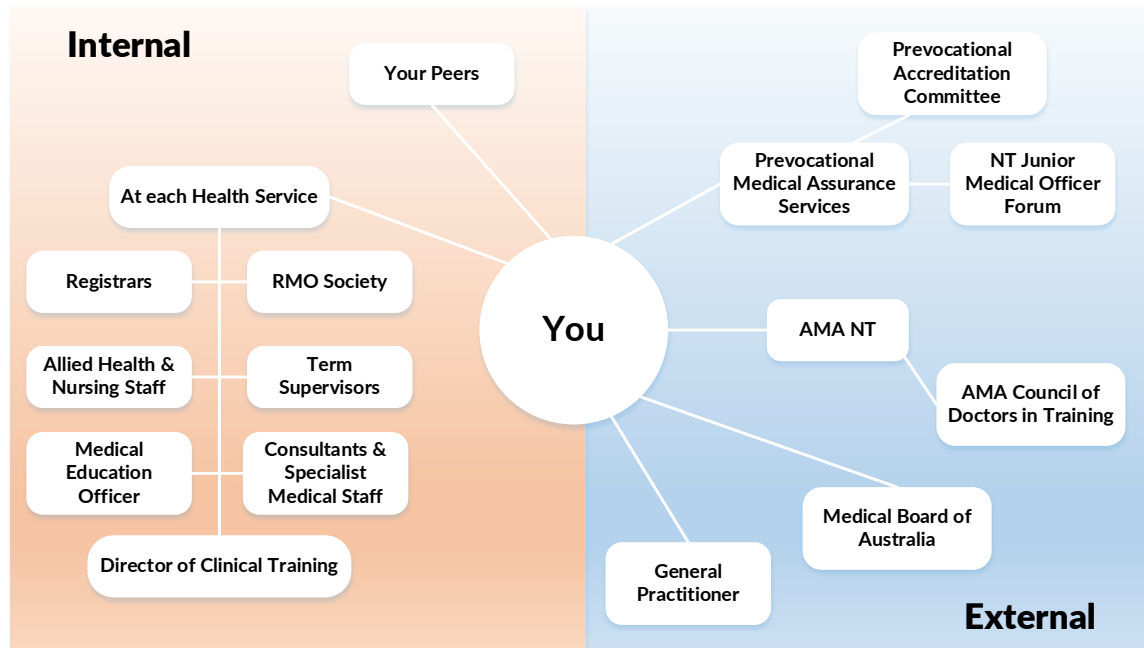 Internal
Your Peers
At each Health Service
Registrars
RMO Society
Allied Health &
Nursing Staff
Term
Supervisors
Medical
Education
Officer
Consultants &
Specialist
Medical Staff
Director of Clinical Training
You
Prevocational
Accreditation
Committee
Prevocational
Medical Assurance
Services
NT Junior
Medical Officer
Forum
AMA NT
AMA Council of
Doctors in Training
Medical Board of
Australia
General
Practitioner
External